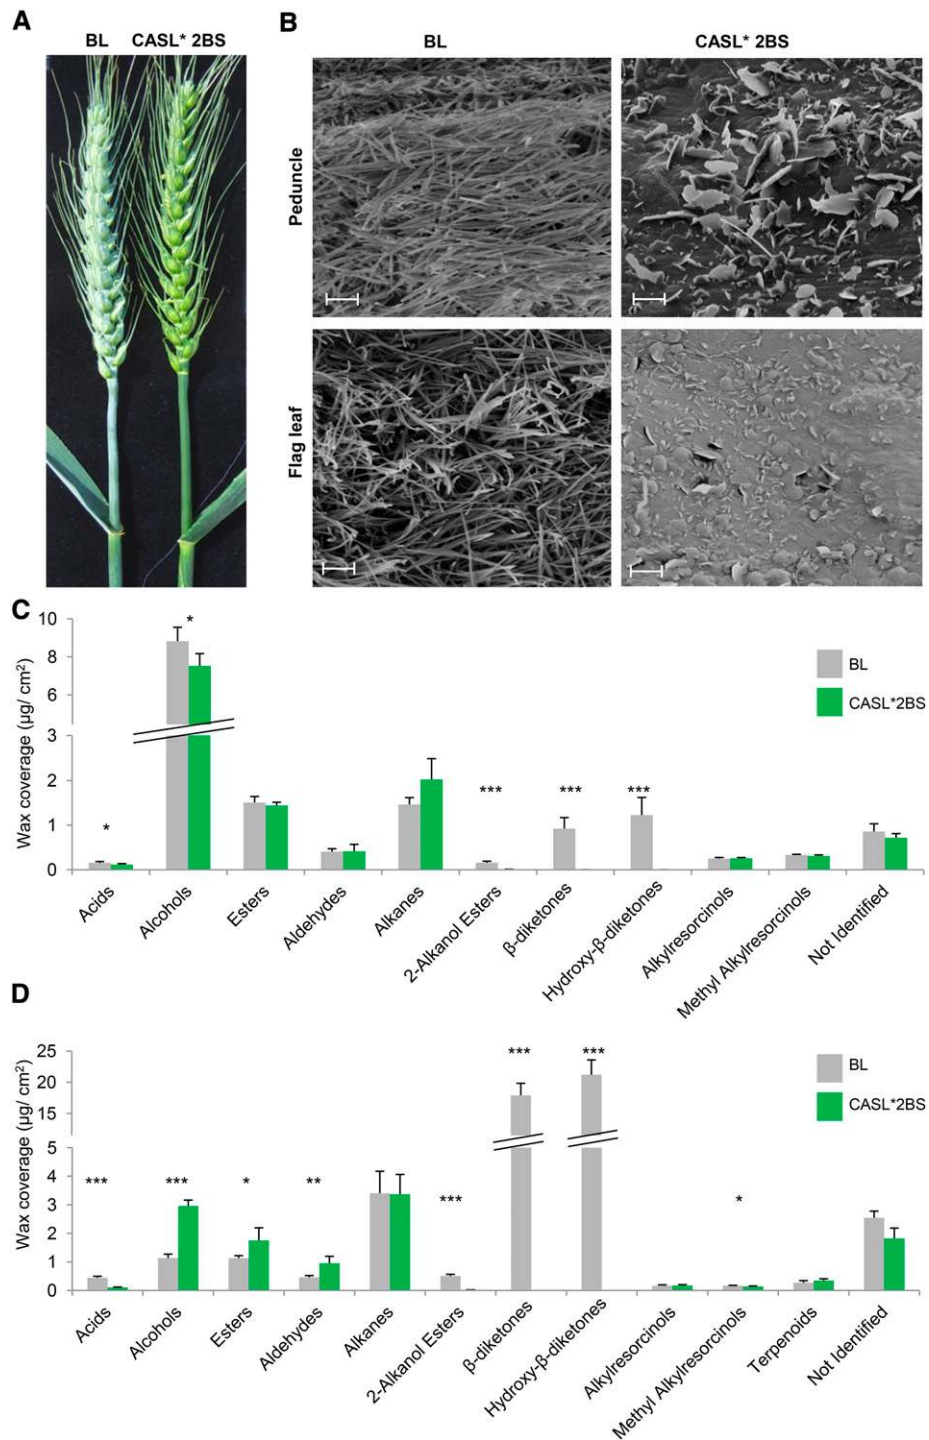 A
BL CASL* 2BS
B
BL CASL* 2BS
Peduncle
Flag leaf
C
Wax coverage (µg/ cm²)
10
8
6
3
2
1
0
*
*
***
***
***
BL
CASL*2BS
Acids
Alcohols
Esters
Aldehydes
Alkanes
2-Alkanol Esters
β-diketones
Hydroxy-β-diketones
Alkylresorcinols
Methyl Alkylresorcinols
Not Identified
D
Wax coverage (µg/ cm²)
25
20
15
5
4
3
2
1
0
***
***
*
**
***
***
***
*
BL
CASL*2BS
Acids
Alcohols
Esters
Aldehydes
Alkanes
2-Alkanol Esters
β-diketones
Hydroxy-β-diketones
Alkylresorcinols
Methyl Alkylresorcinols
Terpenoids
Not Identified